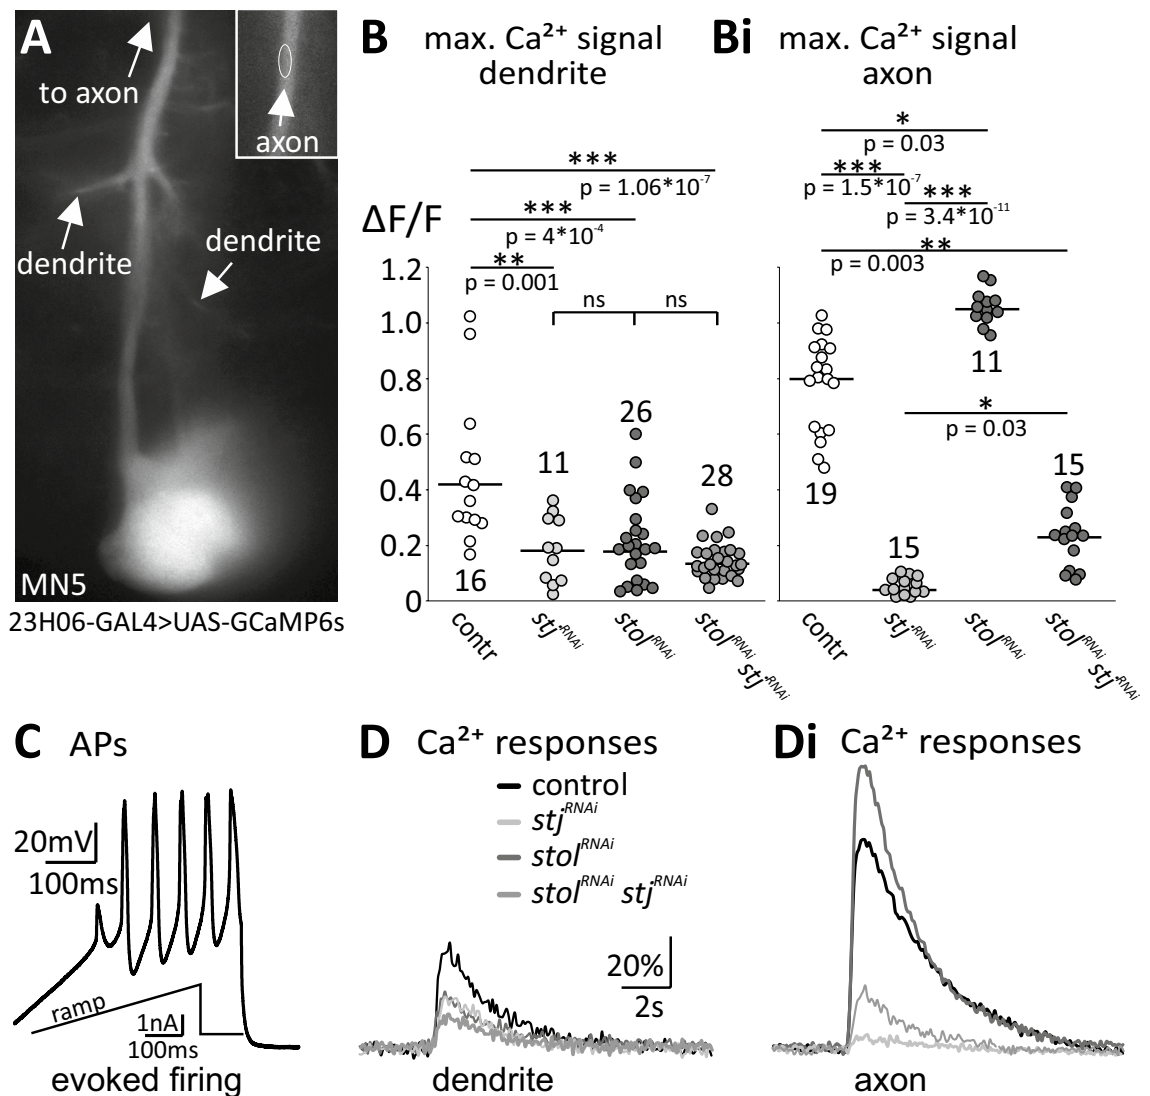 A
to axon
axon
dendrite
dendrite
MN5
23H06-GAL4>UAS-GCaMP6s
B max. Ca²⁺ signal
dendrite
ΔF/F
***
p = 1.06*10⁻⁷
***
p = 4*10⁻⁴
**
p = 0.001
ns ns
1.2
1.0
0.8
0.6
0.4
0.2
0
16
11
26
28
contr
stj RNAi
stol RNAi
stol RNAi
stj RNAi
Bi max. Ca²⁺ signal
axon
*
p = 0.03
***
p = 1.5*10⁻⁷
***
p = 3.4*10⁻¹¹
**
p = 0.003
11
*
p = 0.03
19
15
15
contr
stj RNAi
stol RNAi
stol RNAi
stj RNAi
C APs
20mV
100ms
ramp
1nA
100ms
evoked firing
D Ca²⁺ responses
control
stj RNAi
stol RNAi
stol RNAi stj RNAi
20%
2s
dendrite
Di Ca²⁺ responses
axon